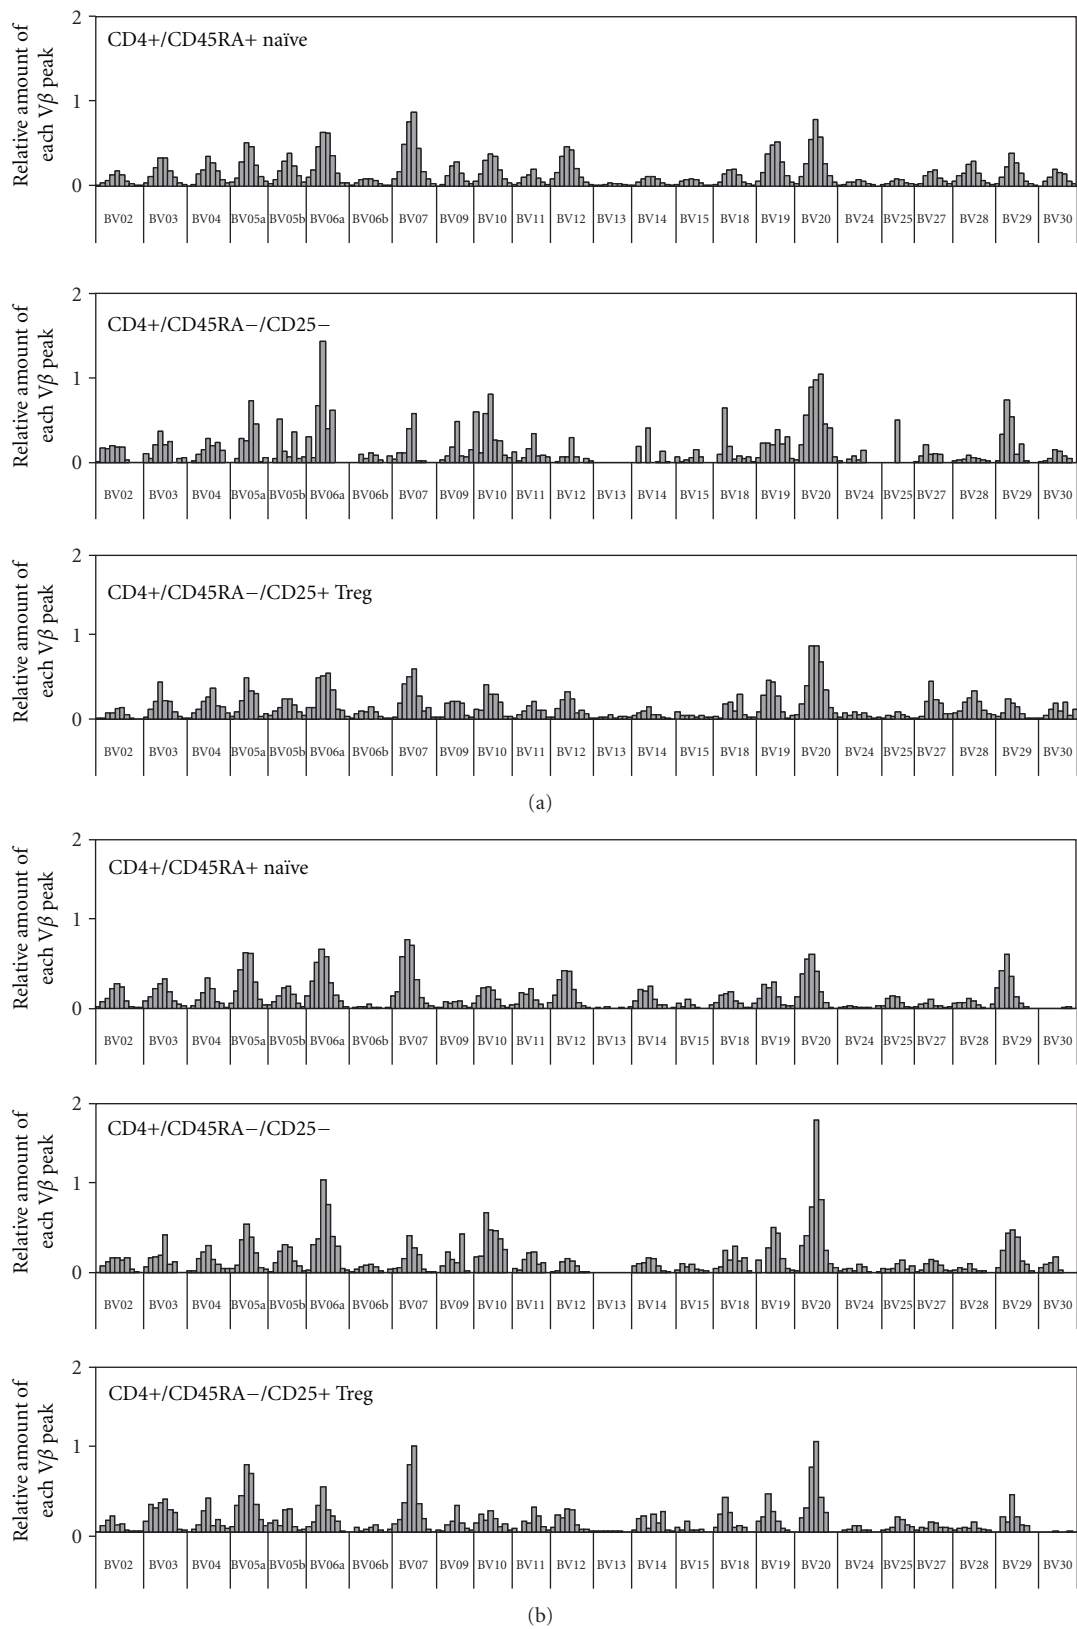 Relative amount of
each Vβ peak
2
1
0
CD4+/CD45RA+ naïve
BV02 BV03 BV04 BV05a BV05b BV06a BV06b BV07 BV09 BV10 BV11 BV12 BV13 BV14 BV15 BV18 BV19 BV20 BV24 BV25 BV27 BV28 BV29 BV30
Relative amount of
each Vβ peak
2
1
0
CD4+/CD45RA−/CD25−
BV02 BV03 BV04 BV05a BV05b BV06a BV06b BV07 BV09 BV10 BV11 BV12 BV13 BV14 BV15 BV18 BV19 BV20 BV24 BV25 BV27 BV28 BV29 BV30
Relative amount of
each Vβ peak
2
1
0
CD4+/CD45RA−/CD25+ Treg
BV02 BV03 BV04 BV05a BV05b BV06a BV06b BV07 BV09 BV10 BV11 BV12 BV13 BV14 BV15 BV18 BV19 BV20 BV24 BV25 BV27 BV28 BV29 BV30
(a)
Relative amount of
each Vβ peak
2
1
0
CD4+/CD45RA+ naïve
BV02 BV03 BV04 BV05a BV05b BV06a BV06b BV07 BV09 BV10 BV11 BV12 BV13 BV14 BV15 BV18 BV19 BV20 BV24 BV25 BV27 BV28 BV29 BV30
Relative amount of
each Vβ peak
2
1
0
CD4+/CD45RA−/CD25−
BV02 BV03 BV04 BV05a BV05b BV06a BV06b BV07 BV09 BV10 BV11 BV12 BV13 BV14 BV15 BV18 BV19 BV20 BV24 BV25 BV27 BV28 BV29 BV30
Relative amount of
each Vβ peak
2
1
0
CD4+/CD45RA−/CD25+ Treg
BV02 BV03 BV04 BV05a BV05b BV06a BV06b BV07 BV09 BV10 BV11 BV12 BV13 BV14 BV15 BV18 BV19 BV20 BV24 BV25 BV27 BV28 BV29 BV30
(b)